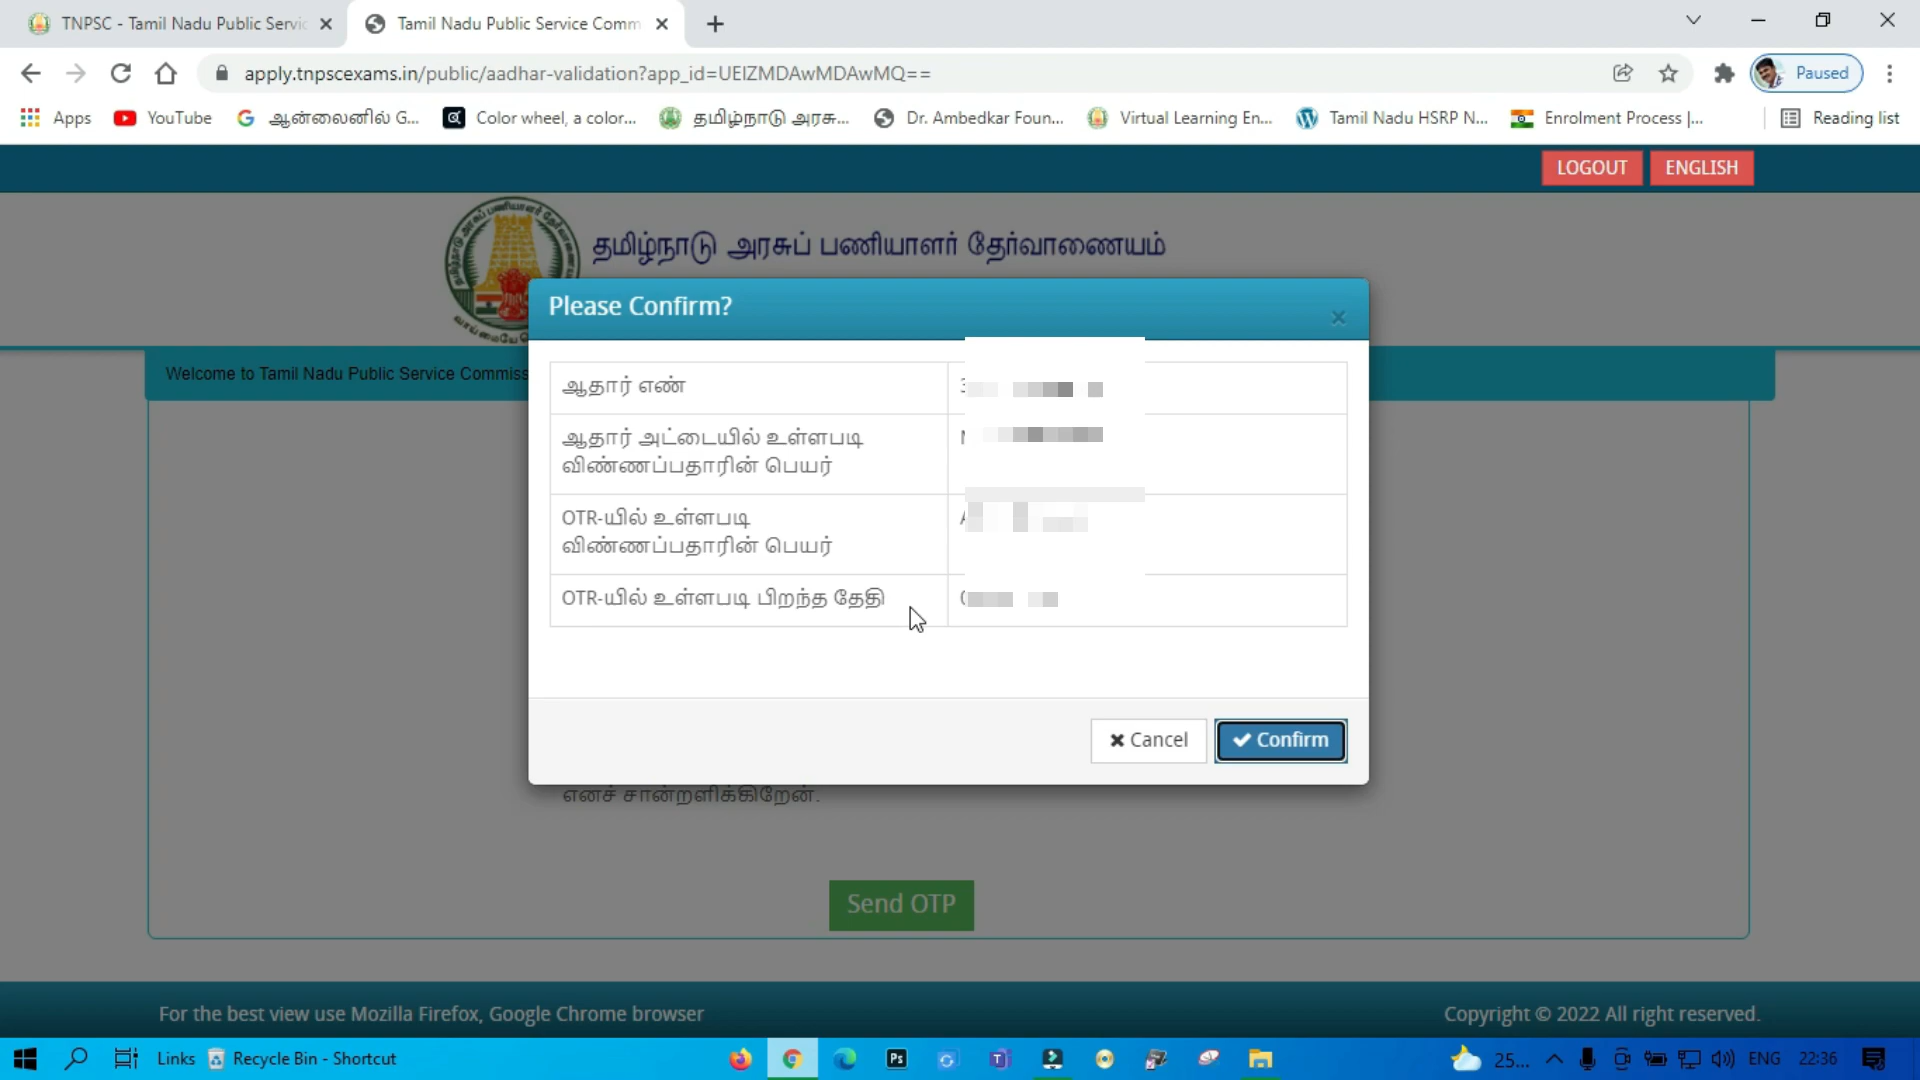 TNPSC - Tamil Nadu Public Servic
Tamil Nadu Public Service Comm
apply.tnpscexams.in/public/aadhar-validation?app_id=UEIZMDAwMDAwMQ==
Paused
Apps
YouTube
ஆன்லைனில் G...
Color wheel, a color...
தமிழ்நாடு அரசு...
Dr. Ambedkar Foun...
Virtual Learning En...
Tamil Nadu HSRP N...
Enrolment Process |...
Reading list
LOGOUT
ENGLISH
தமிழ்நாடு அரசுப் பணியாளர் தேர்வாணையம்
Please Confirm?
Welcome to Tamil Nadu Public Service Commiss
ஆதார் எண்
ஆதார் அட்டையில் உள்ளபடி
விண்ணப்பதாரின் பெயர்
OTR-யில் உள்ளபடி
விண்ணப்பதாரின் பெயர்
OTR-யில் உள்ளபடி பிறந்த தேதி
Cancel
Confirm
எனச் சான்றளிக்கிறேன்.
Send OTP
For the best view use Mozilla Firefox, Google Chrome browser
Copyright © 2022 All right reserved.
Links
Recycle Bin - Shortcut
Ps
25...
ENG
22:36